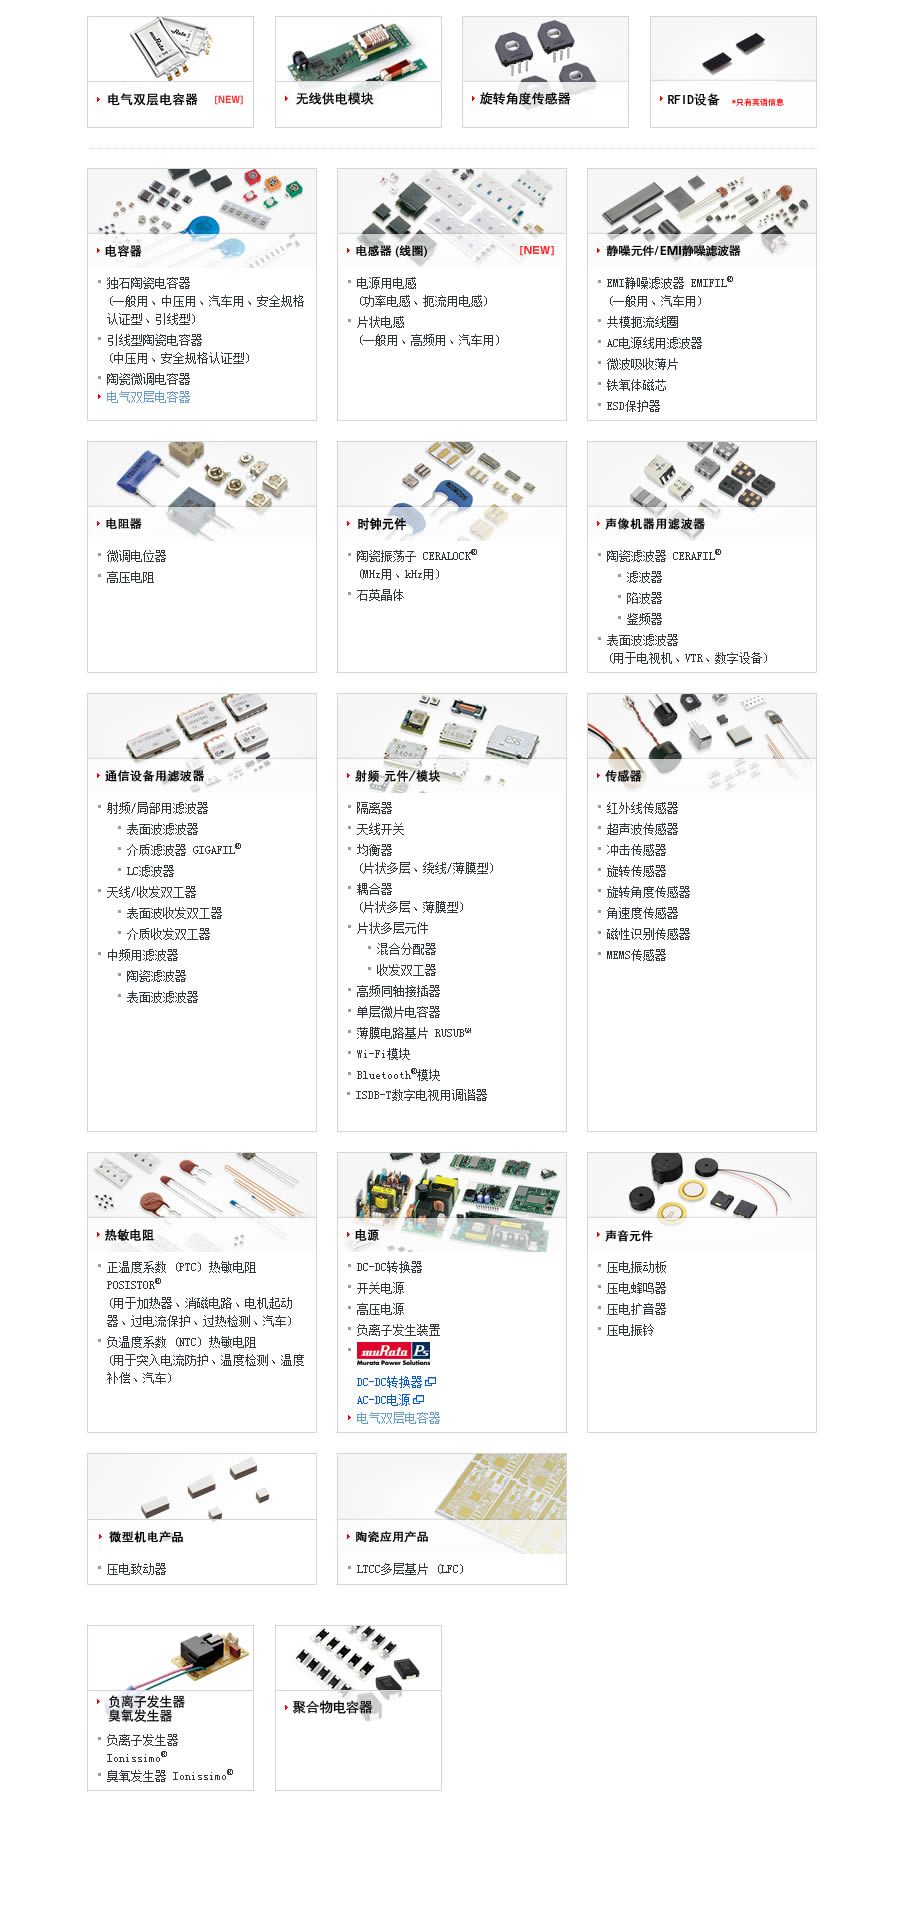 电气双层电容器 [NEW]
无线供电模块
旋转角度传感器
RFID设备 *只有英语信息
电容器
独石陶瓷电容器
(一般用、中压用、汽车用、安全规格
认证型、引线型)
引线型陶瓷电容器
(中压用、安全规格认证型)
陶瓷微调电容器
电气双层电容器
电感器 (线圈) [NEW]
电源用电感
(功率电感、扼流用电感)
片状电感
(一般用、高频用、汽车用)
静噪元件/EMI静噪滤波器
EMI静噪滤波器 EMIFIL®
(一般用、汽车用)
共模扼流线圈
AC电源线用滤波器
微波吸收薄片
铁氧体磁芯
ESD保护器
电阻器
微调电位器
高压电阻
时钟元件
陶瓷振荡子 CERALOCK®
(MHz用、kHz用)
石英晶体
声像机器用滤波器
陶瓷滤波器 CERAFIL®
滤波器
陷波器
鉴频器
表面波滤波器
(用于电视机、VTR、数字设备)
通信设备用滤波器
射频/局部用滤波器
表面波滤波器
介质滤波器 GIGAFIL®
LC滤波器
天线/收发双工器
表面波收发双工器
介质收发双工器
中频用滤波器
陶瓷滤波器
表面波滤波器
射频 元件/模块
隔离器
天线开关
均衡器
(片状多层、绕线/薄膜型)
耦合器
(片状多层、薄膜型)
片状多层元件
混合分配器
收发双工器
高频同轴接插器
单层微片电容器
薄膜电路基片 RUSUB™
Wi-Fi模块
Bluetooth®模块
ISDB-T数字电视用调谐器
传感器
红外线传感器
超声波传感器
冲击传感器
旋转传感器
旋转角度传感器
角速度传感器
磁性识别传感器
MEMS传感器
热敏电阻
正温度系数 (PTC) 热敏电阻
POSISTOR®
(用于加热器、消磁电路、电机起动
器、过电流保护、过热检测、汽车)
负温度系数 (NTC) 热敏电阻
(用于突入电流防护、温度检测、温度
补偿、汽车)
电源
DC-DC转换器
开关电源
高压电源
负离子发生装置
muRata Ps
Murata Power Solutions
DC-DC转换器
AC-DC电源
电气双层电容器
声音元件
压电振动板
压电蜂鸣器
压电扩音器
压电振铃
微型机电产品
压电致动器
陶瓷应用产品
LTCC多层基片 (LFC)
负离子发生器
臭氧发生器
负离子发生器
Ionissimo®
臭氧发生器 Ionissimo®
聚合物电容器